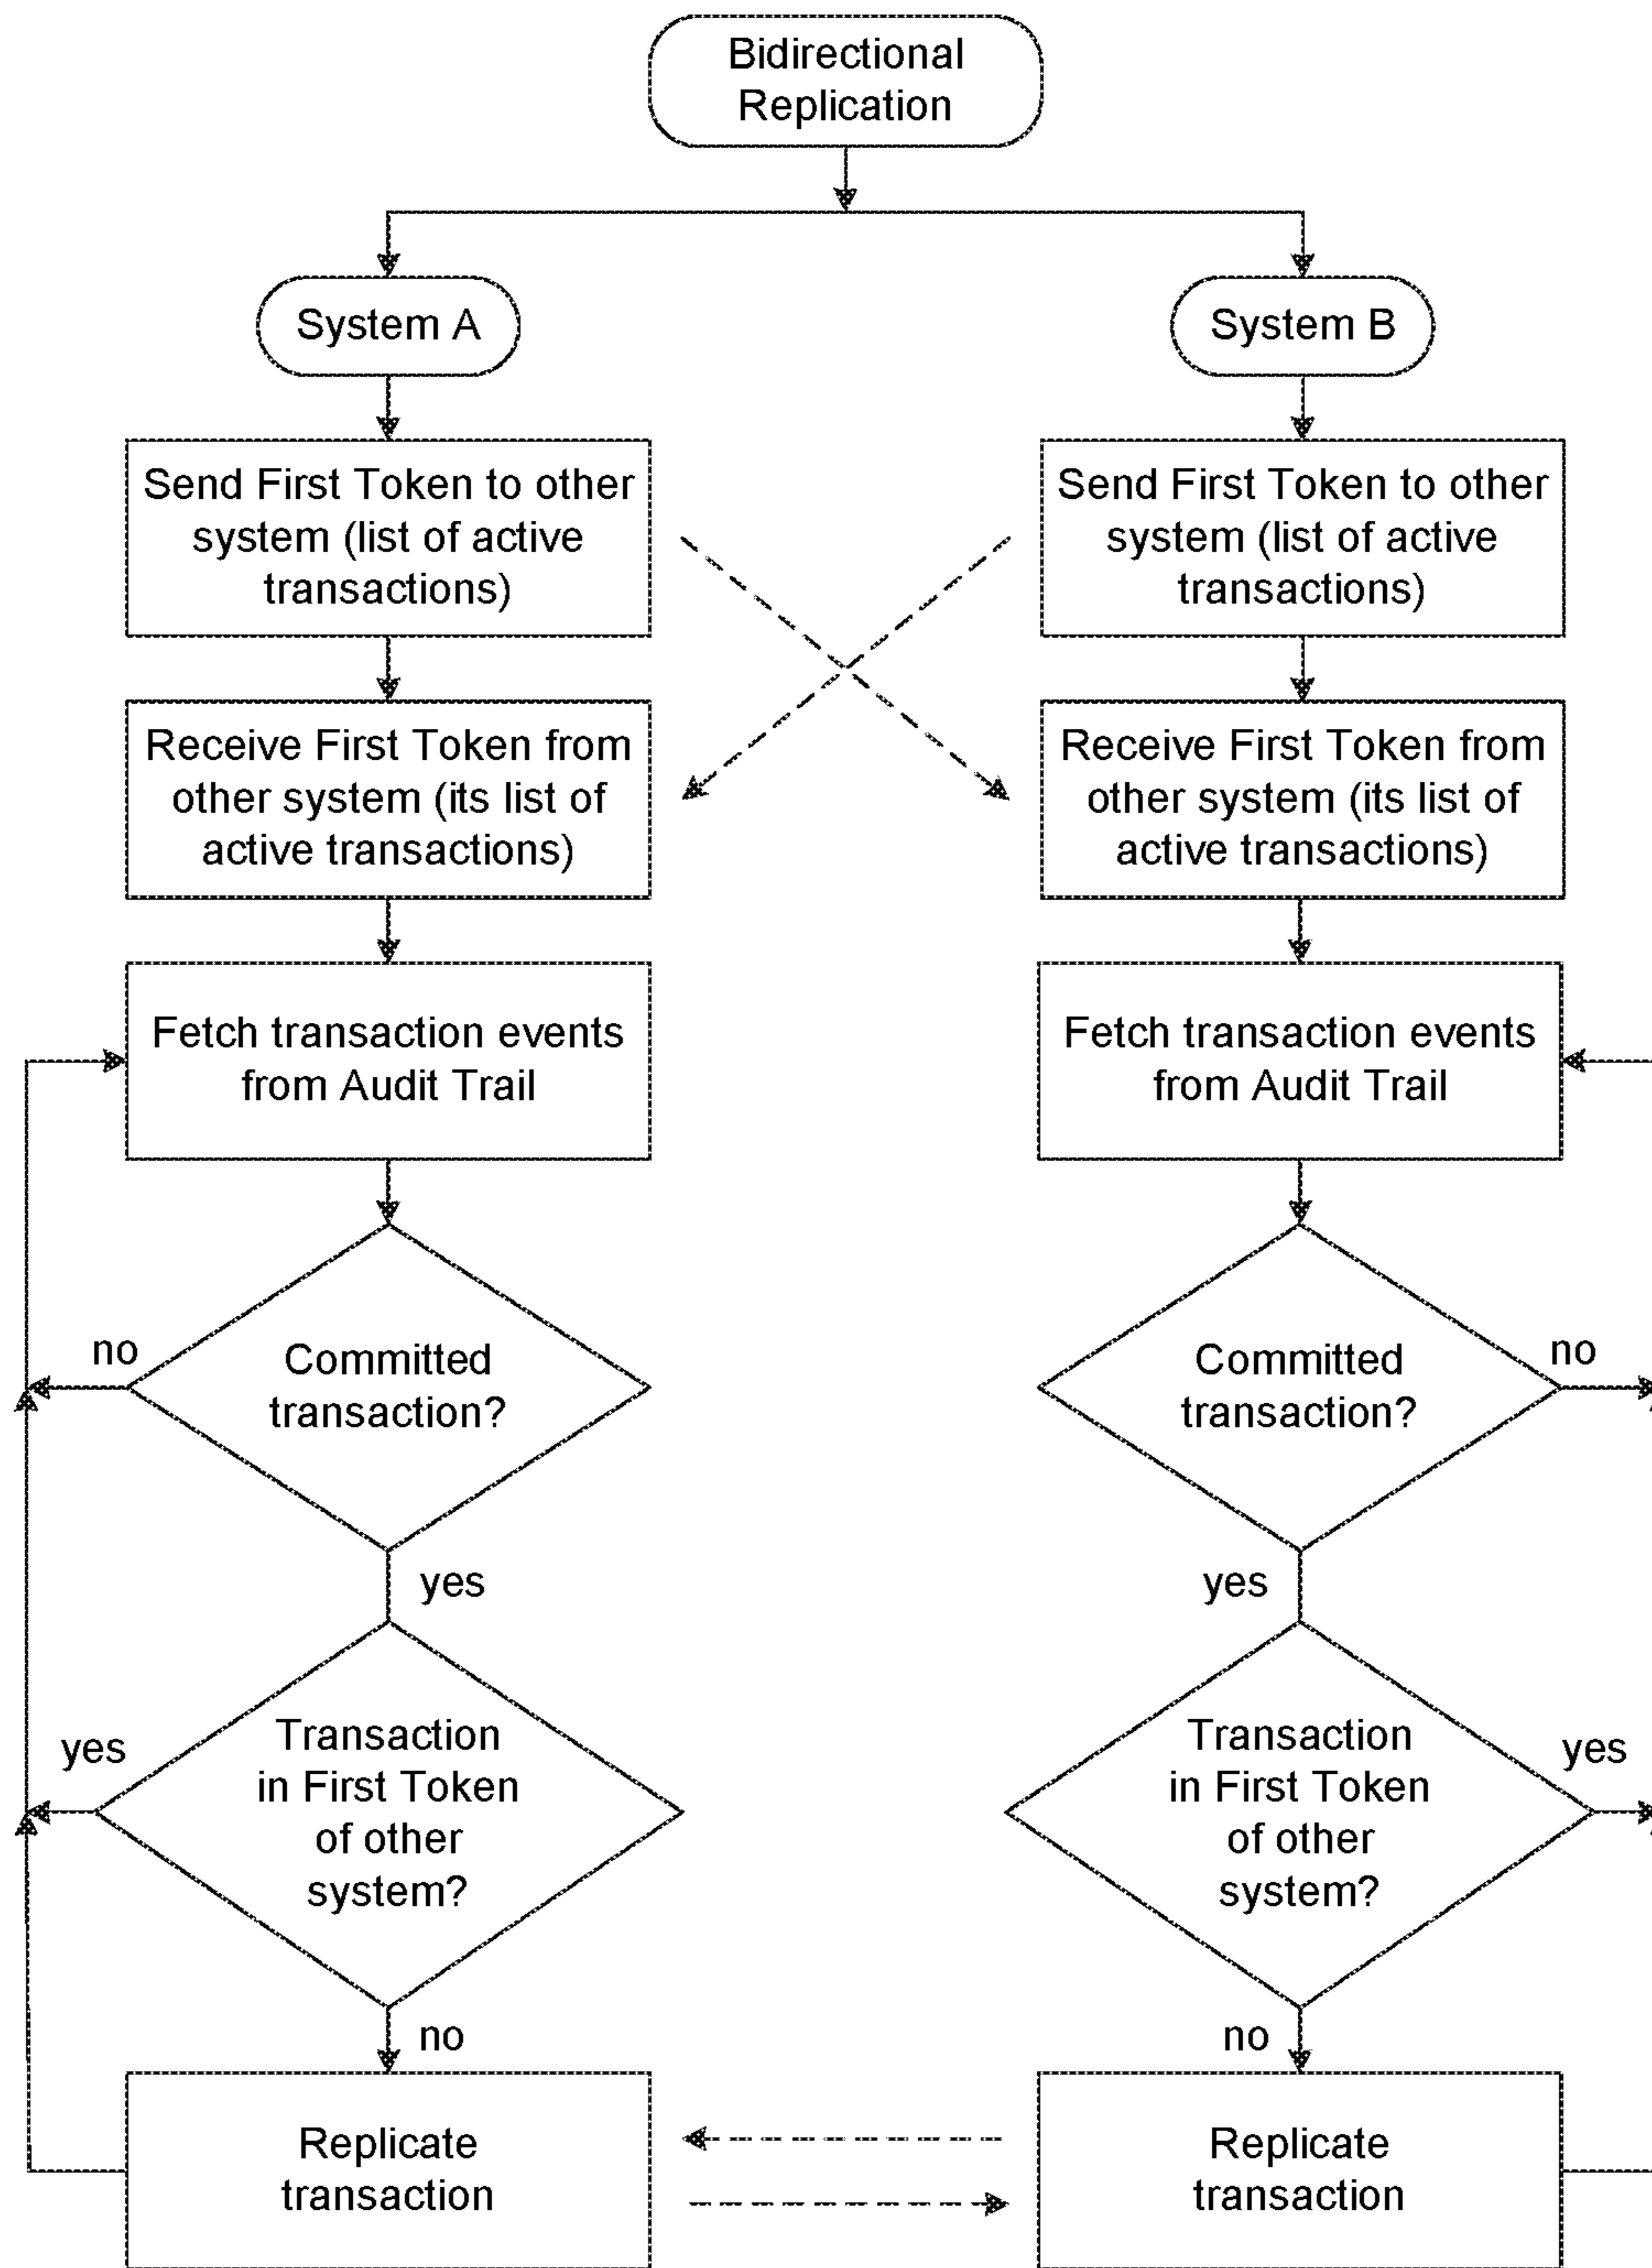 Bidirectional
Replication
System A
System B
Send First Token to other
system (list of active
transactions)
Send First Token to other
system (list of active
transactions)
Receive First Token from
other system (its list of
active transactions)
Receive First Token from
other system (its list of
active transactions)
Fetch transaction events
from Audit Trail
Fetch transaction events
from Audit Trail
no
Committed
transaction?
Committed
transaction?
no
yes
yes
yes
Transaction
in First Token
of other
system?
Transaction
in First Token
of other
system?
yes
no
no
Replicate
transaction
Replicate
transaction